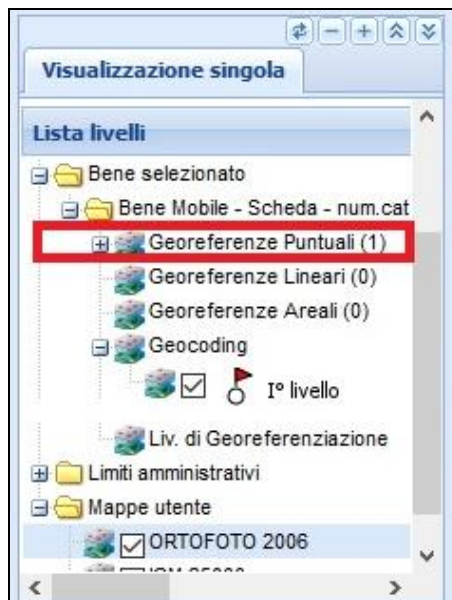 Visualizzazione singola
Lista livelli
Bene selezionato
Bene Mobile - Scheda - num.cat
Georeferenze Puntuali (1)
Georeferenze Lineari (0)
Georeferenze Areali (0)
Geocoding
I° livello
Liv. di Georeferenziazione
Limiti amministrativi
Mappe utente
ORTOFOTO 2006